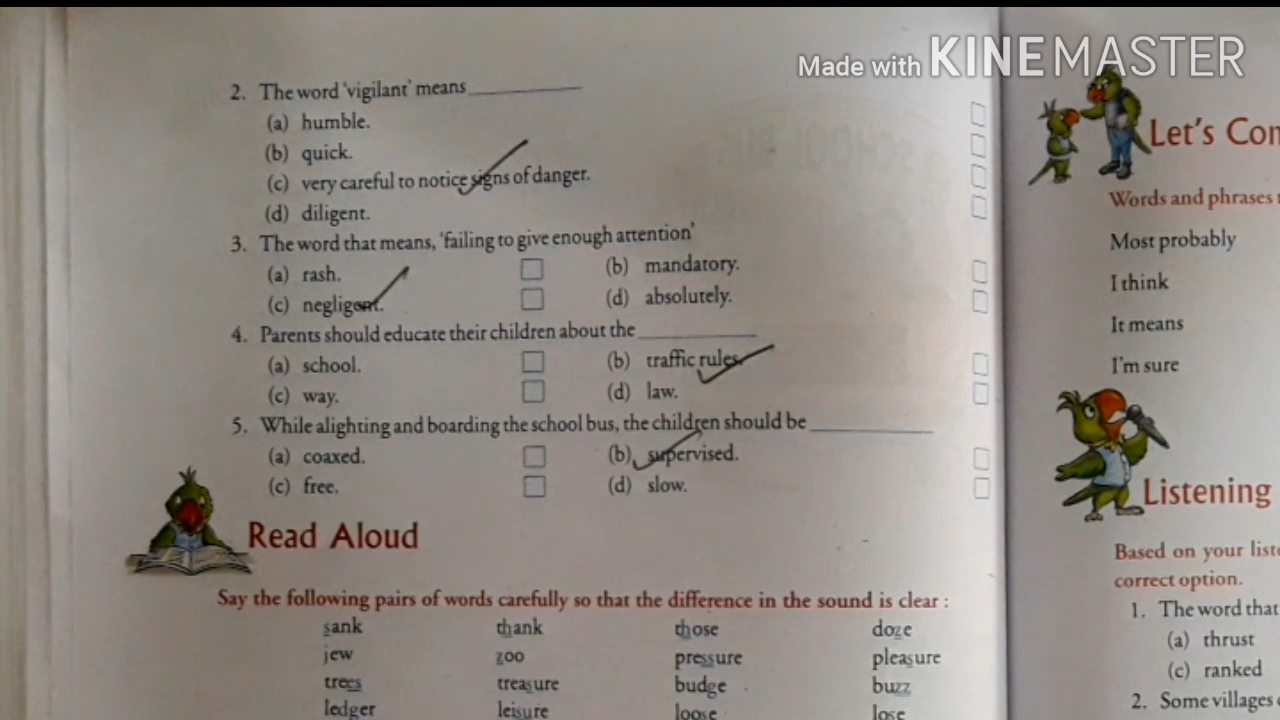 Made with KINEMASTER
2. The word 'vigilant' means ________
(a) humble.
(b) quick.
(c) very careful to notice signs of danger.
(d) diligent.
3. The word that means, 'failing to give enough attention'
(a) rash. (b) mandatory.
(c) negligent. (d) absolutely.
4. Parents should educate their children about the ________
(a) school. (b) traffic rules.
(c) way. (d) law.
5. While alighting and boarding the school bus, the children should be ________
(a) coaxed. (b) supervised.
(c) free. (d) slow.
Read Aloud
Say the following pairs of words carefully so that the difference in the sound is clear :
sank thank those doze
jew zoo pressure pleasure
trees treasure budge buzz
ledger leisure loose lose
Let's Con
Words and phrases
Most probably
I think
It means
I'm sure
Listening
Based on your liste
correct option.
1. The word that
(a) thrust
(c) ranked
2. Some villages